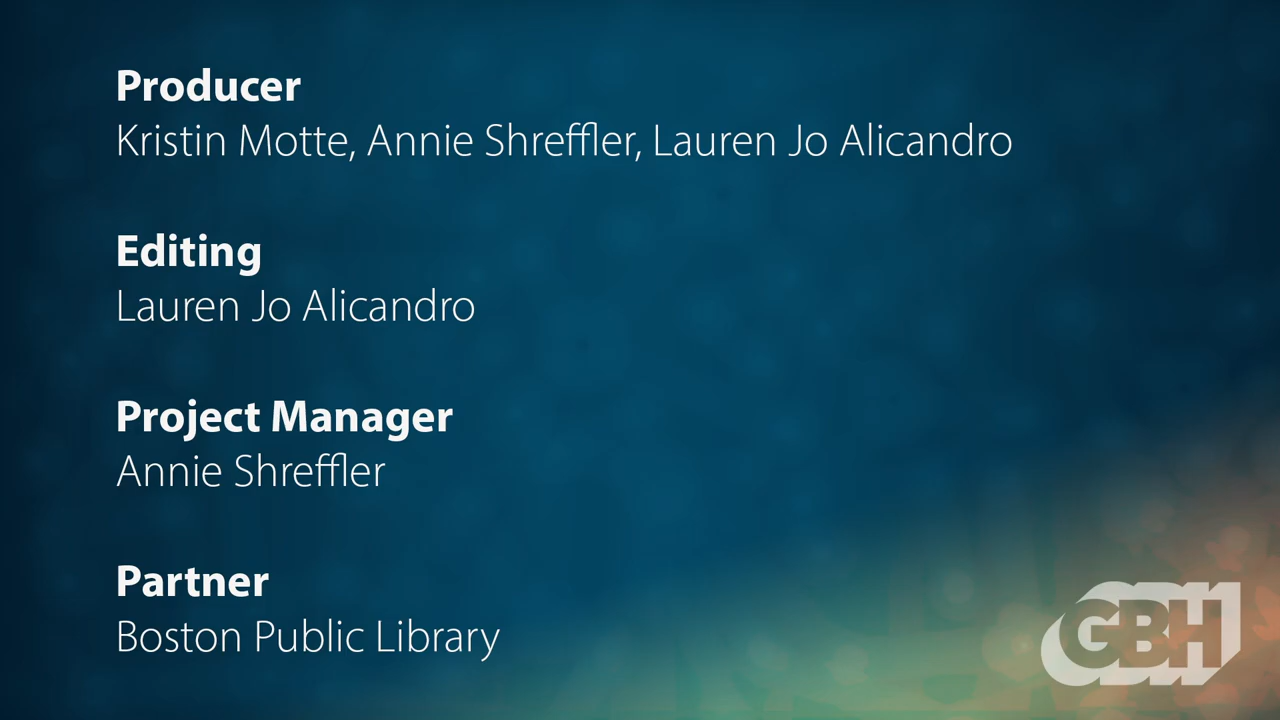 Producer
Kristin Motte, Annie Shreffler, Lauren Jo Alicandro
Editing
Lauren Jo Alicandro
Project Manager
Annie Shreffler
Partner
Boston Public Library
GBH